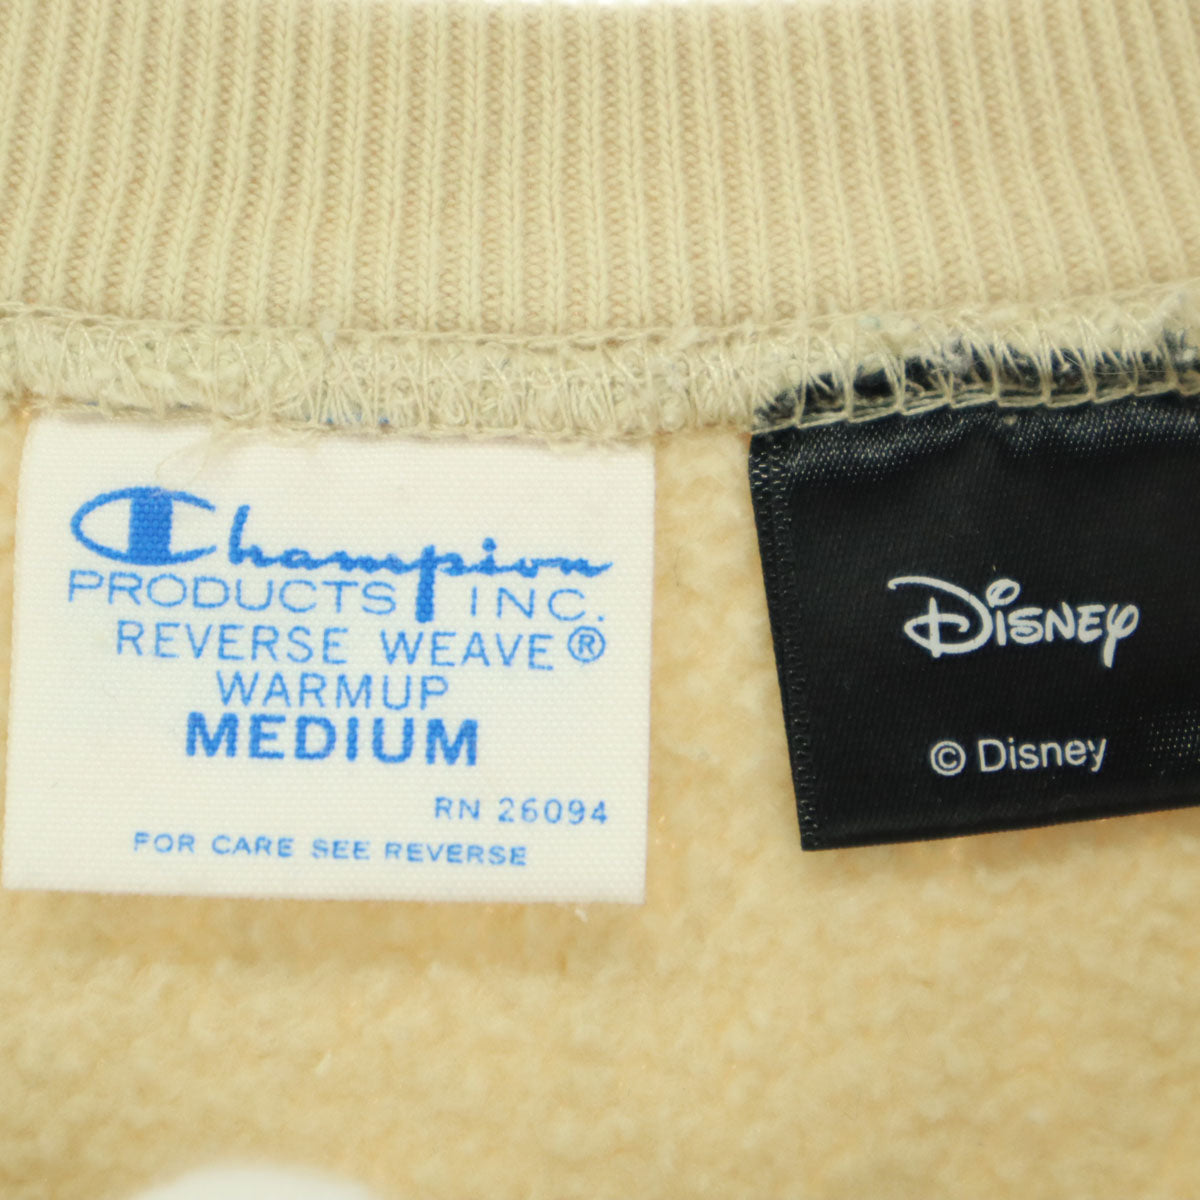 Champion
PRODUCTS INC.
REVERSE WEAVE®
WARMUP
MEDIUM
RN 26094
FOR CARE SEE REVERSE
Disney
© Disney